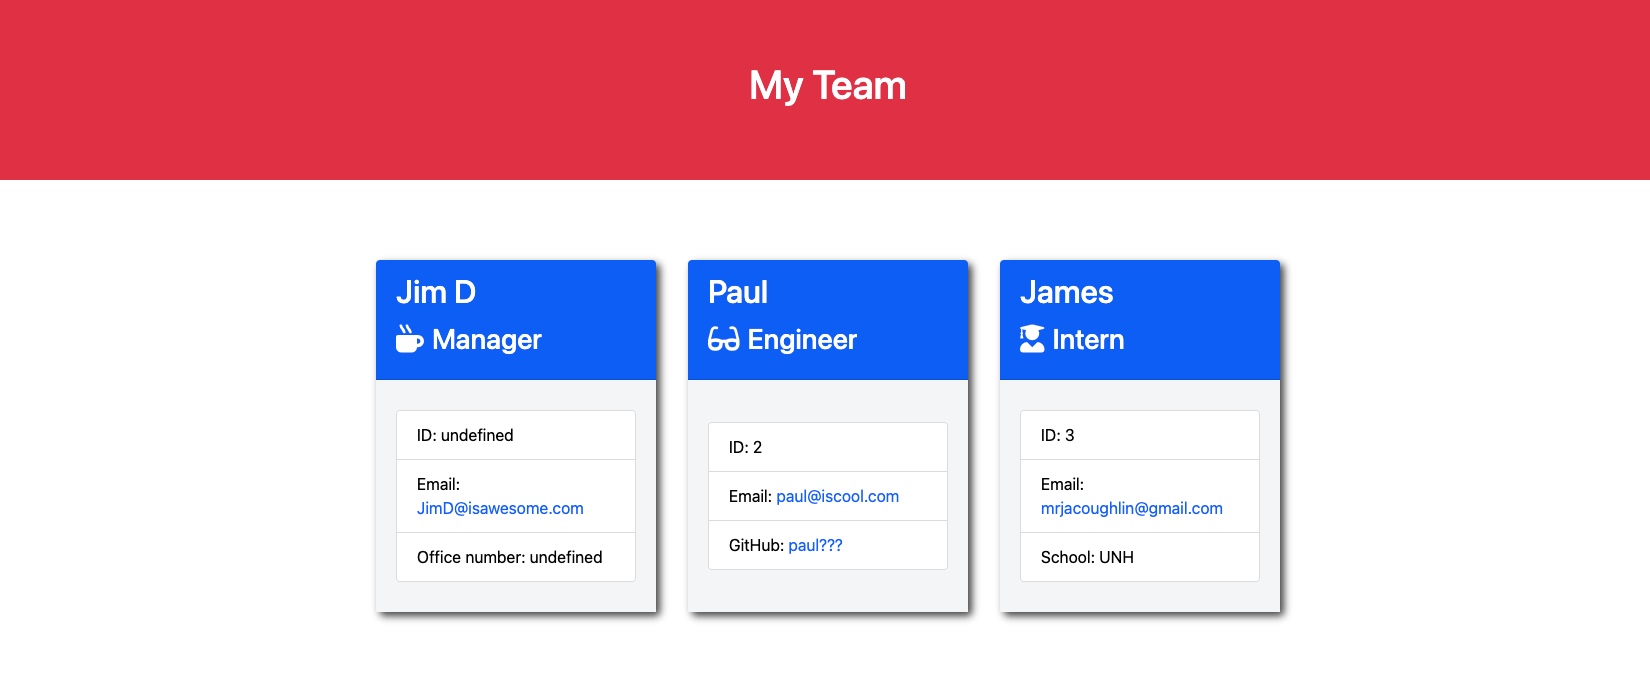 My Team
Jim D
Manager
ID: undefined
Email:
JimD@isawesome.com
Office number: undefined
Paul
Engineer
ID: 2
Email: paul@iscool.com
GitHub: paul???
James
Intern
ID: 3
Email:
mrjacoughlin@gmail.com
School: UNH